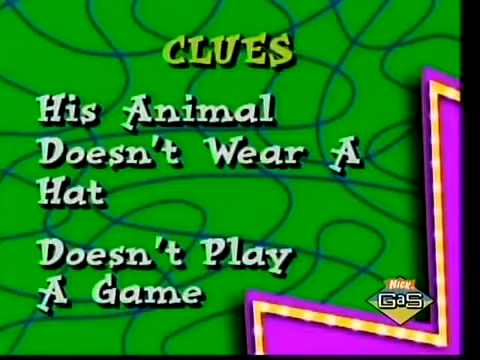 CLUES
His Animal
Doesn't Wear A
Hat
Doesn't Play
A Game
Nick
GaS